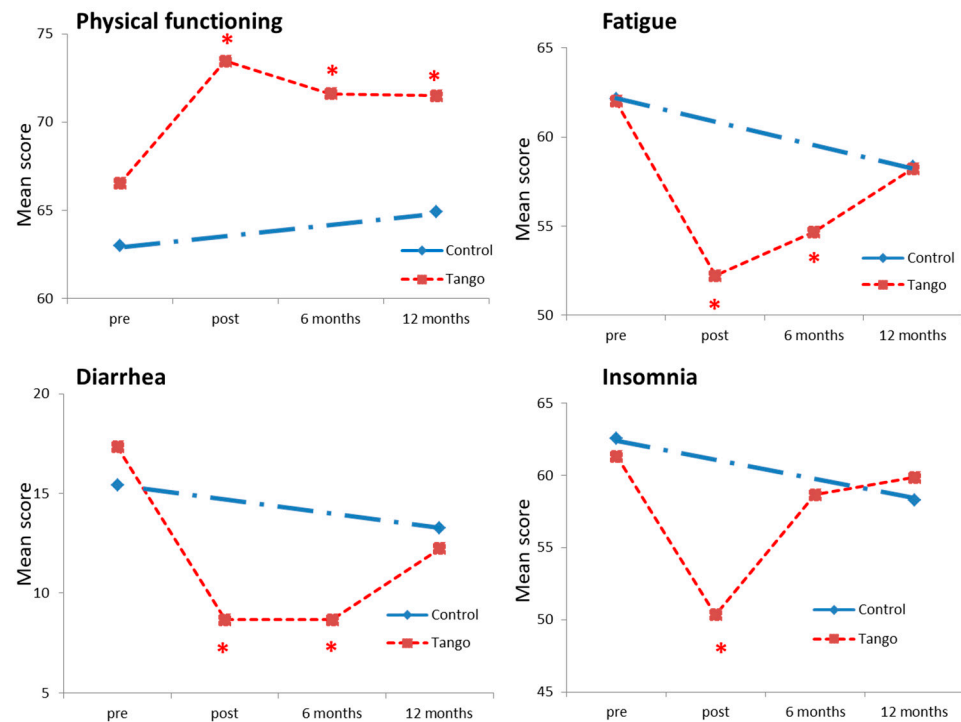 Physical functioning
75
70
65
60
Mean score
*
*
*
Control
Tango
pre
post
6 months
12 months
Fatigue
65
60
55
50
Mean score
*
*
Control
Tango
pre
post
6 months
12 months
Diarrhea
20
15
10
5
Mean score
*
*
Control
Tango
pre
post
6 months
12 months
Insomnia
65
60
55
50
45
Mean score
*
Control
Tango
pre
post
6 months
12 months